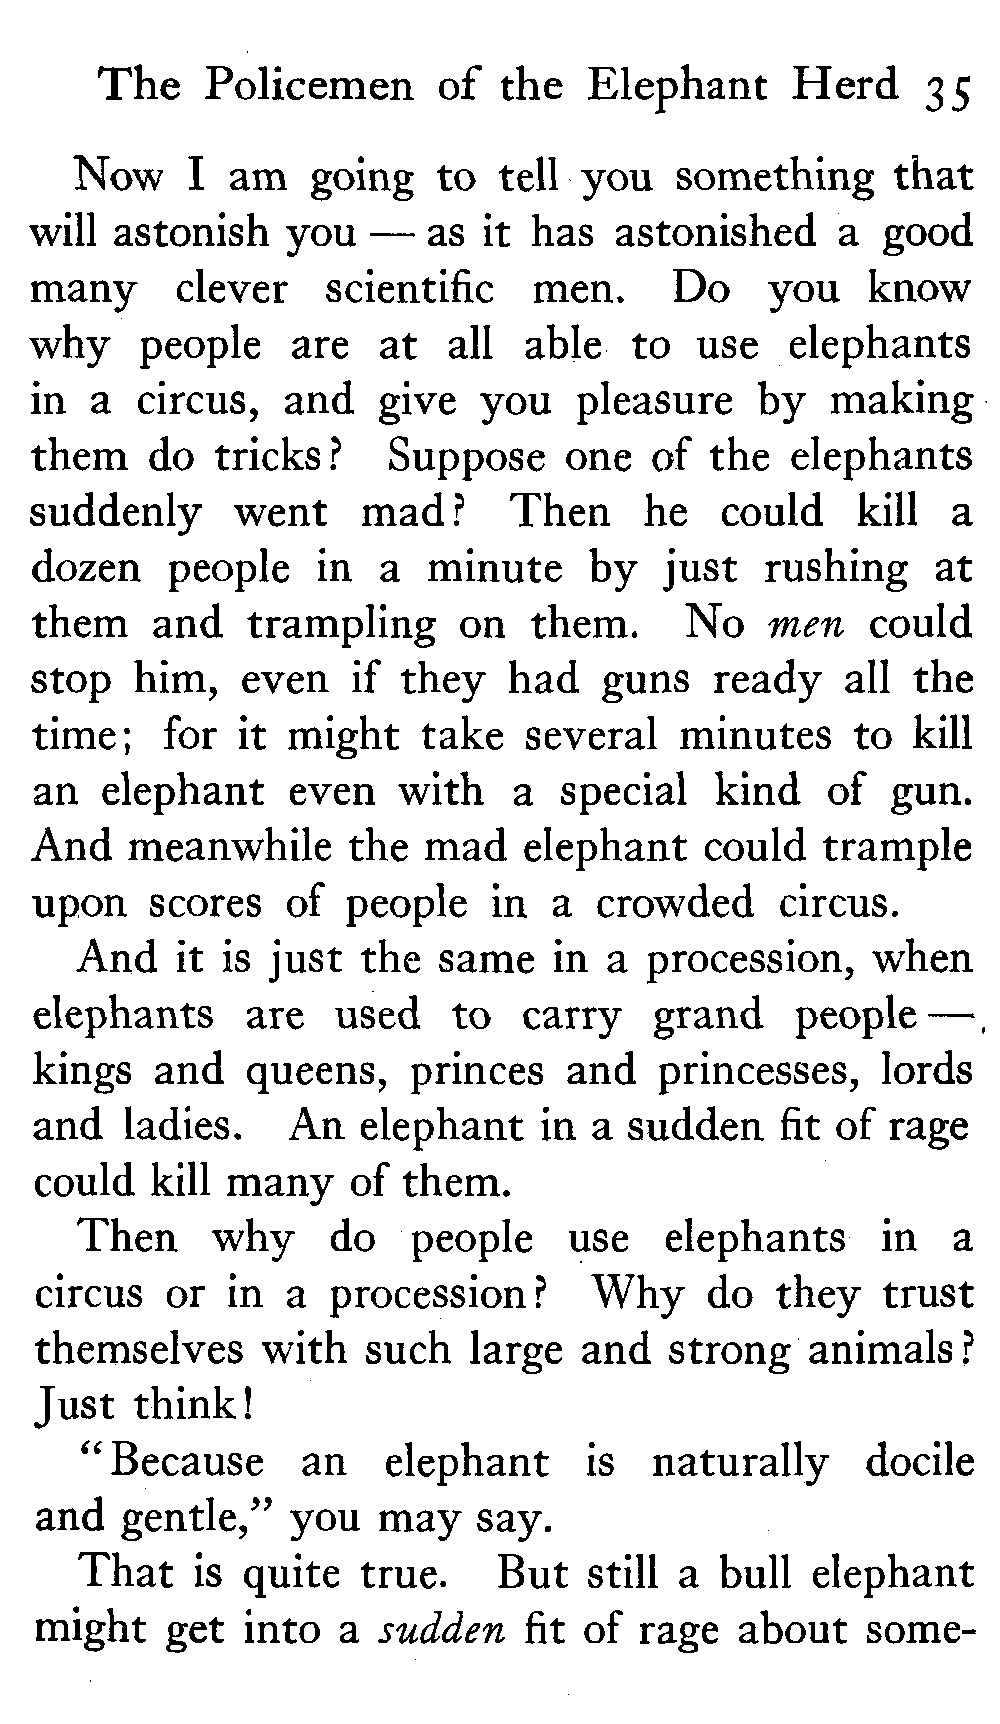 The Policemen of the Elephant Herd 35
Now I am going to tell you something that
will astonish you — as it has astonished a good
many clever scientific men. Do you know
why people are at all able to use elephants
in a circus, and give you pleasure by making
them do tricks? Suppose one of the elephants
suddenly went mad? Then he could kill a
dozen people in a minute by just rushing at
them and trampling on them. No men could
stop him, even if they had guns ready all the
time; for it might take several minutes to kill
an elephant even with a special kind of gun.
And meanwhile the mad elephant could trample
upon scores of people in a crowded circus.
And it is just the same in a procession, when
elephants are used to carry grand people —
kings and queens, princes and princesses, lords
and ladies. An elephant in a sudden fit of rage
could kill many of them.
Then why do people use elephants in a
circus or in a procession? Why do they trust
themselves with such large and strong animals?
Just think!
"Because an elephant is naturally docile
and gentle," you may say.
That is quite true. But still a bull elephant
might get into a sudden fit of rage about some-